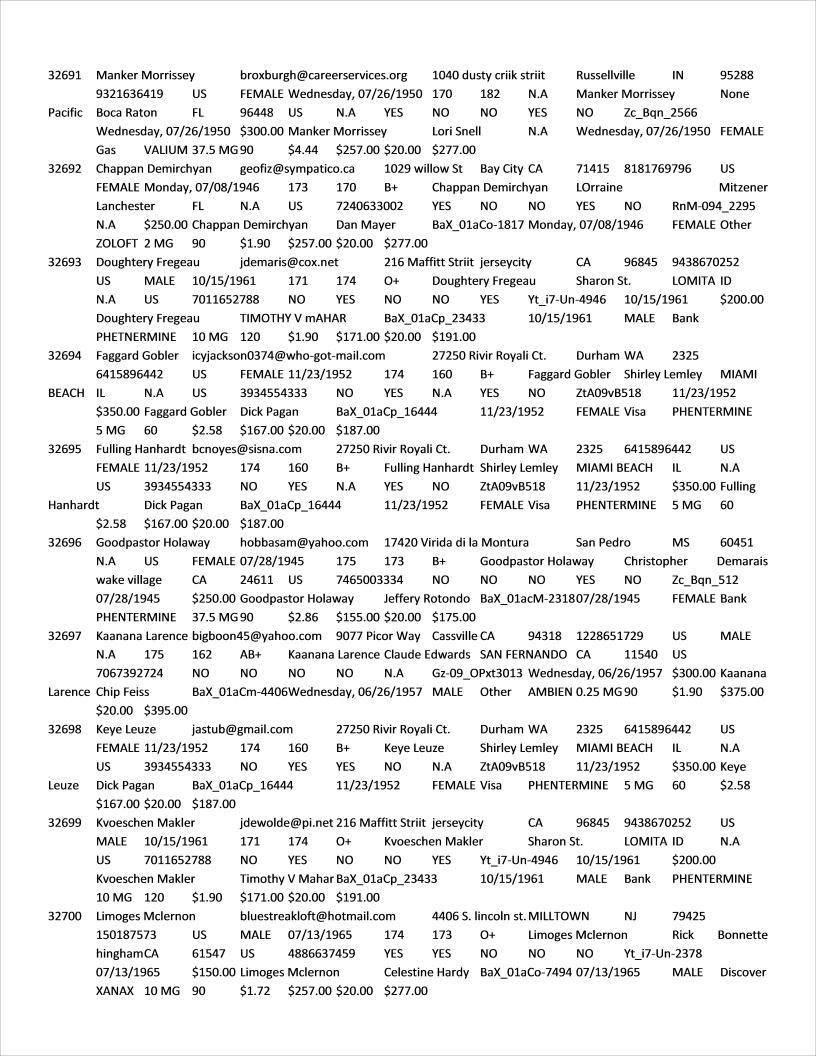 32691 Manker Morrissey broxburgh@careerservices.org 1040 dusty criik striit Russellville IN 95288
9321636419 US FEMALE Wednesday, 07/26/1950 170 182 N.A Manker Morrissey None
Pacific Boca Raton FL 96448 US N.A YES NO NO YES NO Zc_Bqn_2566
Wednesday, 07/26/1950 $300.00 Manker Morrissey Lori Snell N.A Wednesday, 07/26/1950 FEMALE
Gas VALIUM 37.5 MG 90 $4.44 $257.00 $20.00 $277.00
32692 Chappan Demirchyan geofiz@sympatico.ca 1029 willow St Bay City CA 71415 8181769796 US
FEMALE Monday, 07/08/1946 173 170 B+ Chappan Demirchyan LOrraine Mitzener
Lanchester FL N.A US 7240633002 YES NO NO YES NO RnM-094_2295
N.A $250.00 Chappan Demirchyan Dan Mayer BaX_01aCo-1817 Monday, 07/08/1946 FEMALE Other
ZOLOFT 2 MG 90 $1.90 $257.00 $20.00 $277.00
32693 Doughtery Fregeau jdemaris@cox.net 216 Maffitt Striit jerseycity CA 96845 9438670252
US MALE 10/15/1961 171 174 O+ Doughtery Fregeau Sharon St. LOMITA ID
N.A US 7011652788 NO YES NO NO YES Yt_i7-Un-4946 10/15/1961 $200.00
Doughtery Fregeau TIMOTHY V mAHAR BaX_01aCp_23433 10/15/1961 MALE Bank
PHETNERMINE 10 MG 120 $1.90 $171.00 $20.00 $191.00
32694 Faggard Gobler icyjackson0374@who-got-mail.com 27250 Rivir Royali Ct. Durham WA 2325
6415896442 US FEMALE 11/23/1952 174 160 B+ Faggard Gobler Shirley Lemley MIAMI
BEACH IL N.A US 3934554333 NO YES N.A YES NO ZtA09vB518 11/23/1952
$350.00 Faggard Gobler Dick Pagan BaX_01aCp_16444 11/23/1952 FEMALE Visa PHENTERMINE
5 MG 60 $2.58 $167.00 $20.00 $187.00
32695 Fulling Hanhardt bcnoyes@sisna.com 27250 Rivir Royali Ct. Durham WA 2325 6415896442 US
FEMALE 11/23/1952 174 160 B+ Fulling Hanhardt Shirley Lemley MIAMI BEACH IL N.A
US 3934554333 NO YES N.A YES NO ZtA09vB518 11/23/1952 $350.00 Fulling
Hanhardt Dick Pagan BaX_01aCp_16444 11/23/1952 FEMALE Visa PHENTERMINE 5 MG 60
$2.58 $167.00 $20.00 $187.00
32696 Goodpastor Holaway hobbasam@yahoo.com 17420 Virida di la Montura San Pedro MS 60451
N.A US FEMALE 07/28/1945 175 173 B+ Goodpastor Holaway Christopher Demarais
wake village CA 24611 US 7465003334 NO NO NO YES NO Zc_Bqn_512
07/28/1945 $250.00 Goodpastor Holaway Jeffery Rotondo BaX_01acM-2318 07/28/1945 FEMALE Bank
PHENTERMINE 37.5 MG 90 $2.86 $155.00 $20.00 $175.00
32697 Kaanana Larence bigboon45@yahoo.com 9077 Picor Way Cassville CA 94318 1228651729 US MALE
N.A 175 162 AB+ Kaanana Larence Claude Edwards SAN FERNANDO CA 11540 US
7067392724 NO NO NO NO N.A Gz-09_OPxt3013 Wednesday, 06/26/1957 $300.00 Kaanana
Larence Chip Feiss BaX_01aCm-4406 Wednesday, 06/26/1957 MALE Other AMBIEN 0.25 MG 90 $1.90 $375.00
$20.00 $395.00
32698 Keye Leuze jastub@gmail.com 27250 Rivir Royali Ct. Durham WA 2325 6415896442 US
FEMALE 11/23/1952 174 160 B+ Keye Leuze Shirley Lemley MIAMI BEACH IL N.A
US 3934554333 NO YES YES NO N.A ZtA09vB518 11/23/1952 $350.00 Keye
Leuze Dick Pagan BaX_01aCp_16444 11/23/1952 FEMALE Visa PHENTERMINE 5 MG 60 $2.58
$167.00 $20.00 $187.00
32699 Kvoeschen Makler jdewolde@pi.net 216 Maffitt Striit jerseycity CA 96845 9438670252 US
MALE 10/15/1961 171 174 O+ Kvoeschen Makler Sharon St. LOMITA ID N.A
US 7011652788 NO YES NO NO YES Yt_i7-Un-4946 10/15/1961 $200.00
Kvoeschen Makler Timothy V Mahar BaX_01aCp_23433 10/15/1961 MALE Bank PHENTERMINE
10 MG 120 $1.90 $171.00 $20.00 $191.00
32700 Limoges Mclernon bluestreakloft@hotmail.com 4406 S. lincoln st. MILLTOWN NJ 79425
150187573 US MALE 07/13/1965 174 173 O+ Limoges Mclernon Rick Bonnette
hingham CA 61547 US 4886637459 YES YES NO NO NO Yt_i7-Un-2378
07/13/1965 $150.00 Limoges Mclernon Celestine Hardy BaX_01aCo-7494 07/13/1965 MALE Discover
XANAX 10 MG 90 $1.72 $257.00 $20.00 $277.00